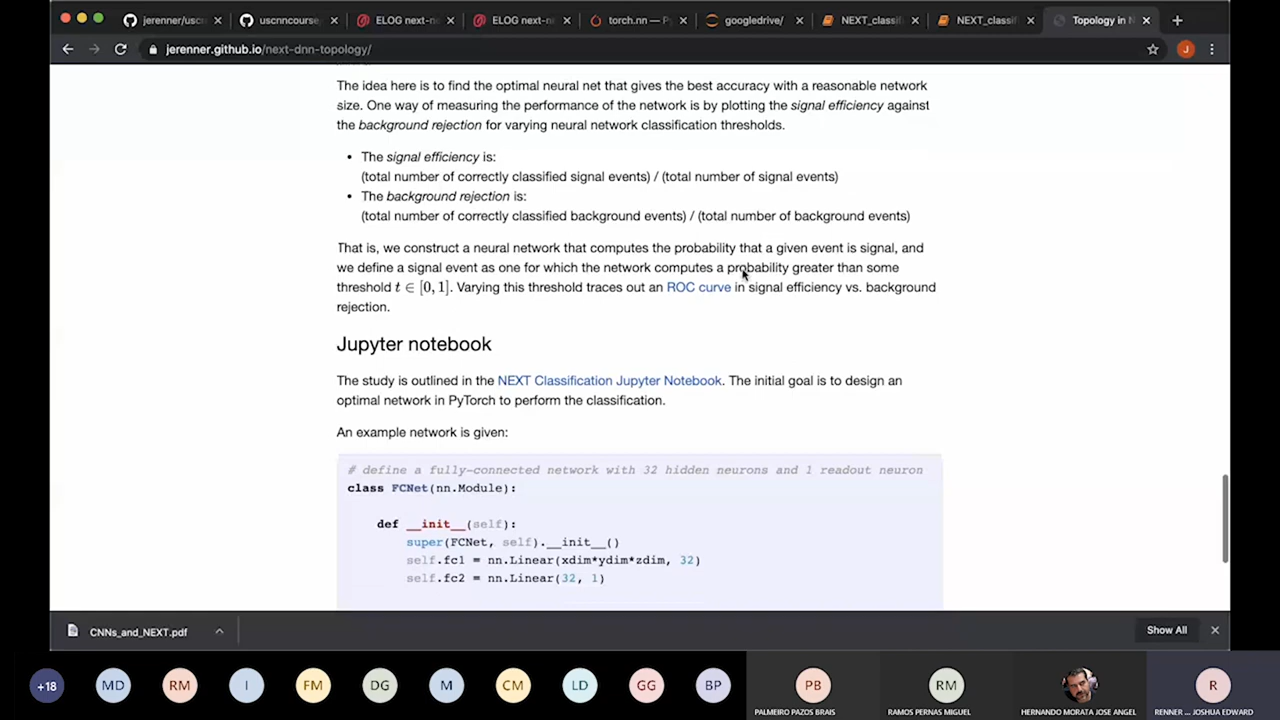 jerenner/usc
uscnncourse
ELOG next-n
ELOG next-n
torch.nn — P
googledrive/
NEXT_classif
NEXT_classif
Topology in N
jerenner.github.io/next-dnn-topology/
J
The idea here is to find the optimal neural net that gives the best accuracy with a reasonable network
size. One way of measuring the performance of the network is by plotting the signal efficiency against
the background rejection for varying neural network classification thresholds.
• The signal efficiency is:
(total number of correctly classified signal events) / (total number of signal events)
• The background rejection is:
(total number of correctly classified background events) / (total number of background events)
That is, we construct a neural network that computes the probability that a given event is signal, and
we define a signal event as one for which the network computes a probability greater than some
threshold t ∈ [0, 1]. Varying this threshold traces out an ROC curve in signal efficiency vs. background
rejection.
Jupyter notebook
The study is outlined in the NEXT Classification Jupyter Notebook. The initial goal is to design an
optimal network in PyTorch to perform the classification.
An example network is given:
# define a fully-connected network with 32 hidden neurons and 1 readout neuron
class FCNet(nn.Module):
def __init__(self):
super(FCNet, self).__init__()
self.fc1 = nn.Linear(xdim*ydim*zdim, 32)
self.fc2 = nn.Linear(32, 1)
CNNs_and_NEXT.pdf
Show All
+18
MD
RM
I
FM
DG
M
CM
LD
GG
BP
PB
RM
R
PALMEIRO PAZOS BRAIS
RAMOS PERNAS MIGUEL
HERNANDO MORATA JOSE ANGEL
RENNER ... JOSHUA EDWARD